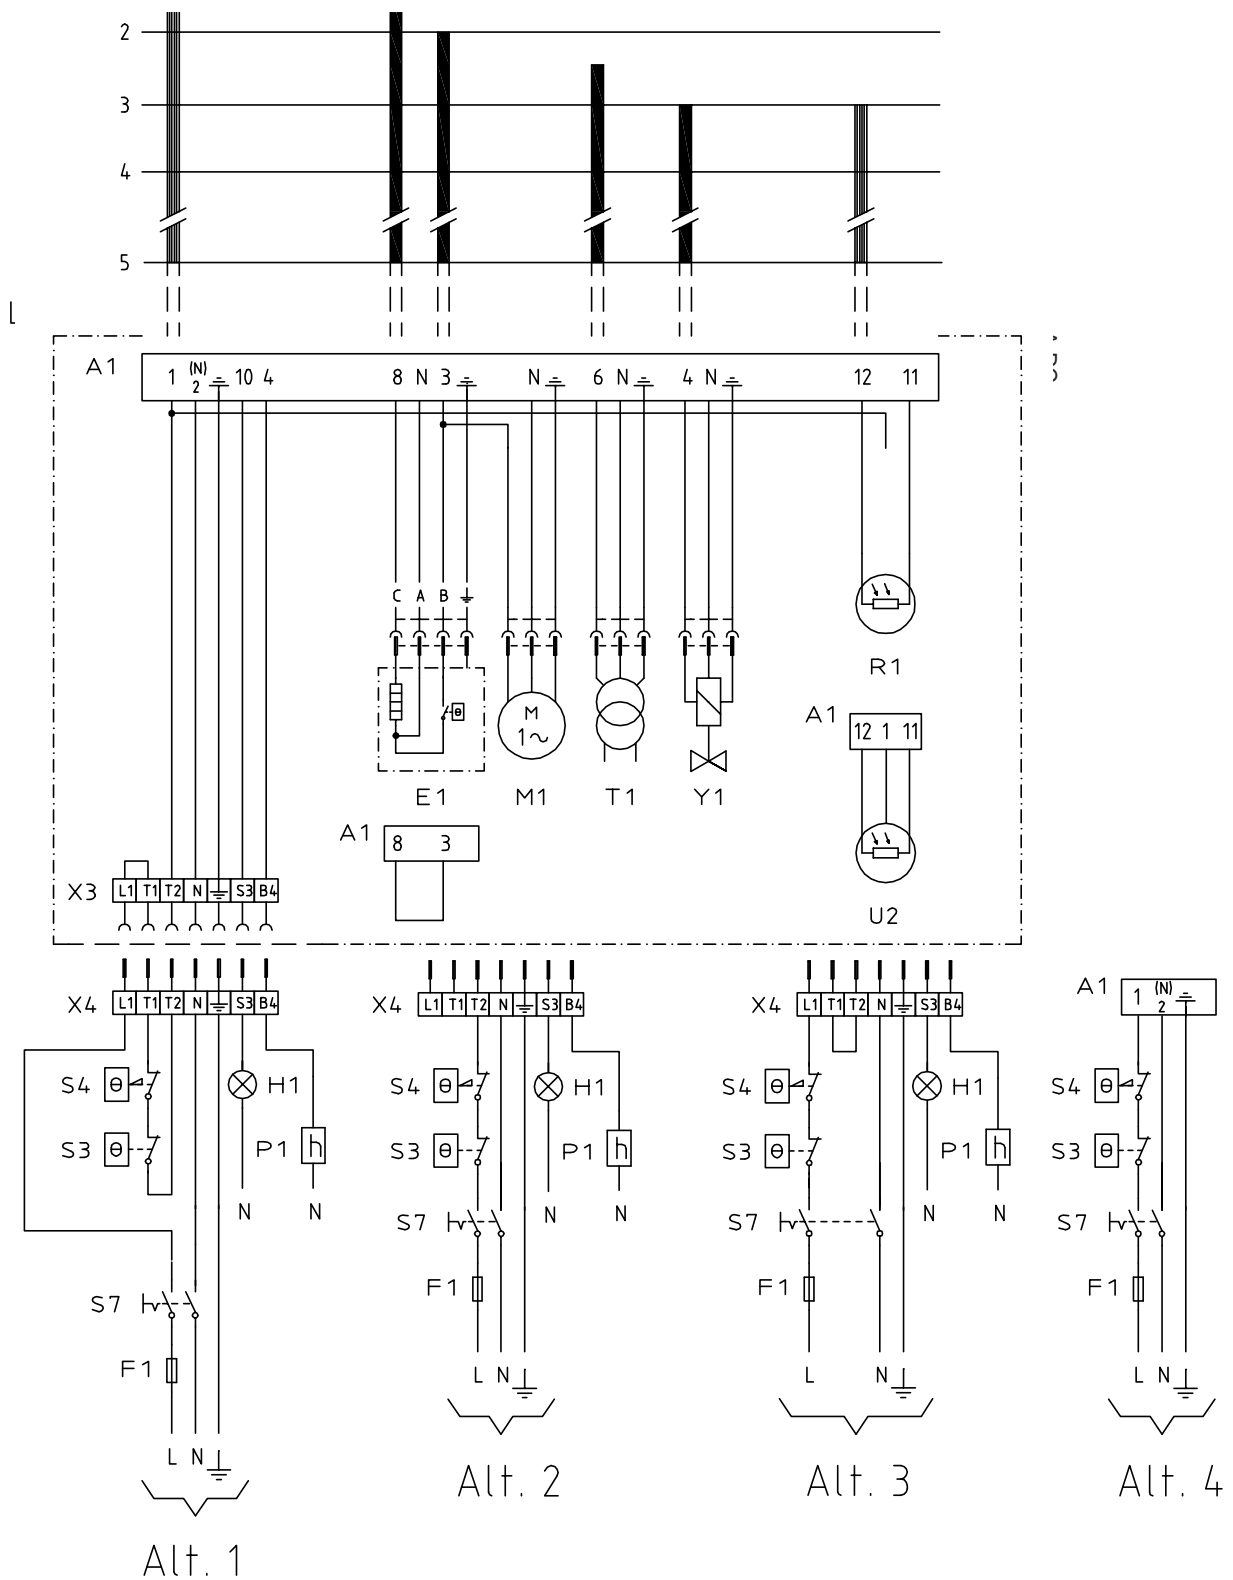 2
3
4
5
l
A1 1 (N) 2 10 4 8 N 3 N 6 N 4 N 12 11
C A B
R1
M 1~
A1 12 1 11
E1 M1 T1 Y1
A1 8 3
X3 L1 T1 T2 N S3 B4
U2
X4 L1 T1 T2 N S3 B4
X4 L1 T1 T2 N S3 B4
X4 L1 T1 T2 N S3 B4
A1 1 (N) 2
S4 θ H1
S4 θ H1
S4 θ H1
S4 θ
S3 θ P1 h
S3 θ P1 h
S3 θ P1 h
S3 θ
N N
N N
N N
S7
S7
S7
S7
F1
F1
F1
F1
L N
L N
L N
L N
Alt. 1
Alt. 2
Alt. 3
Alt. 4